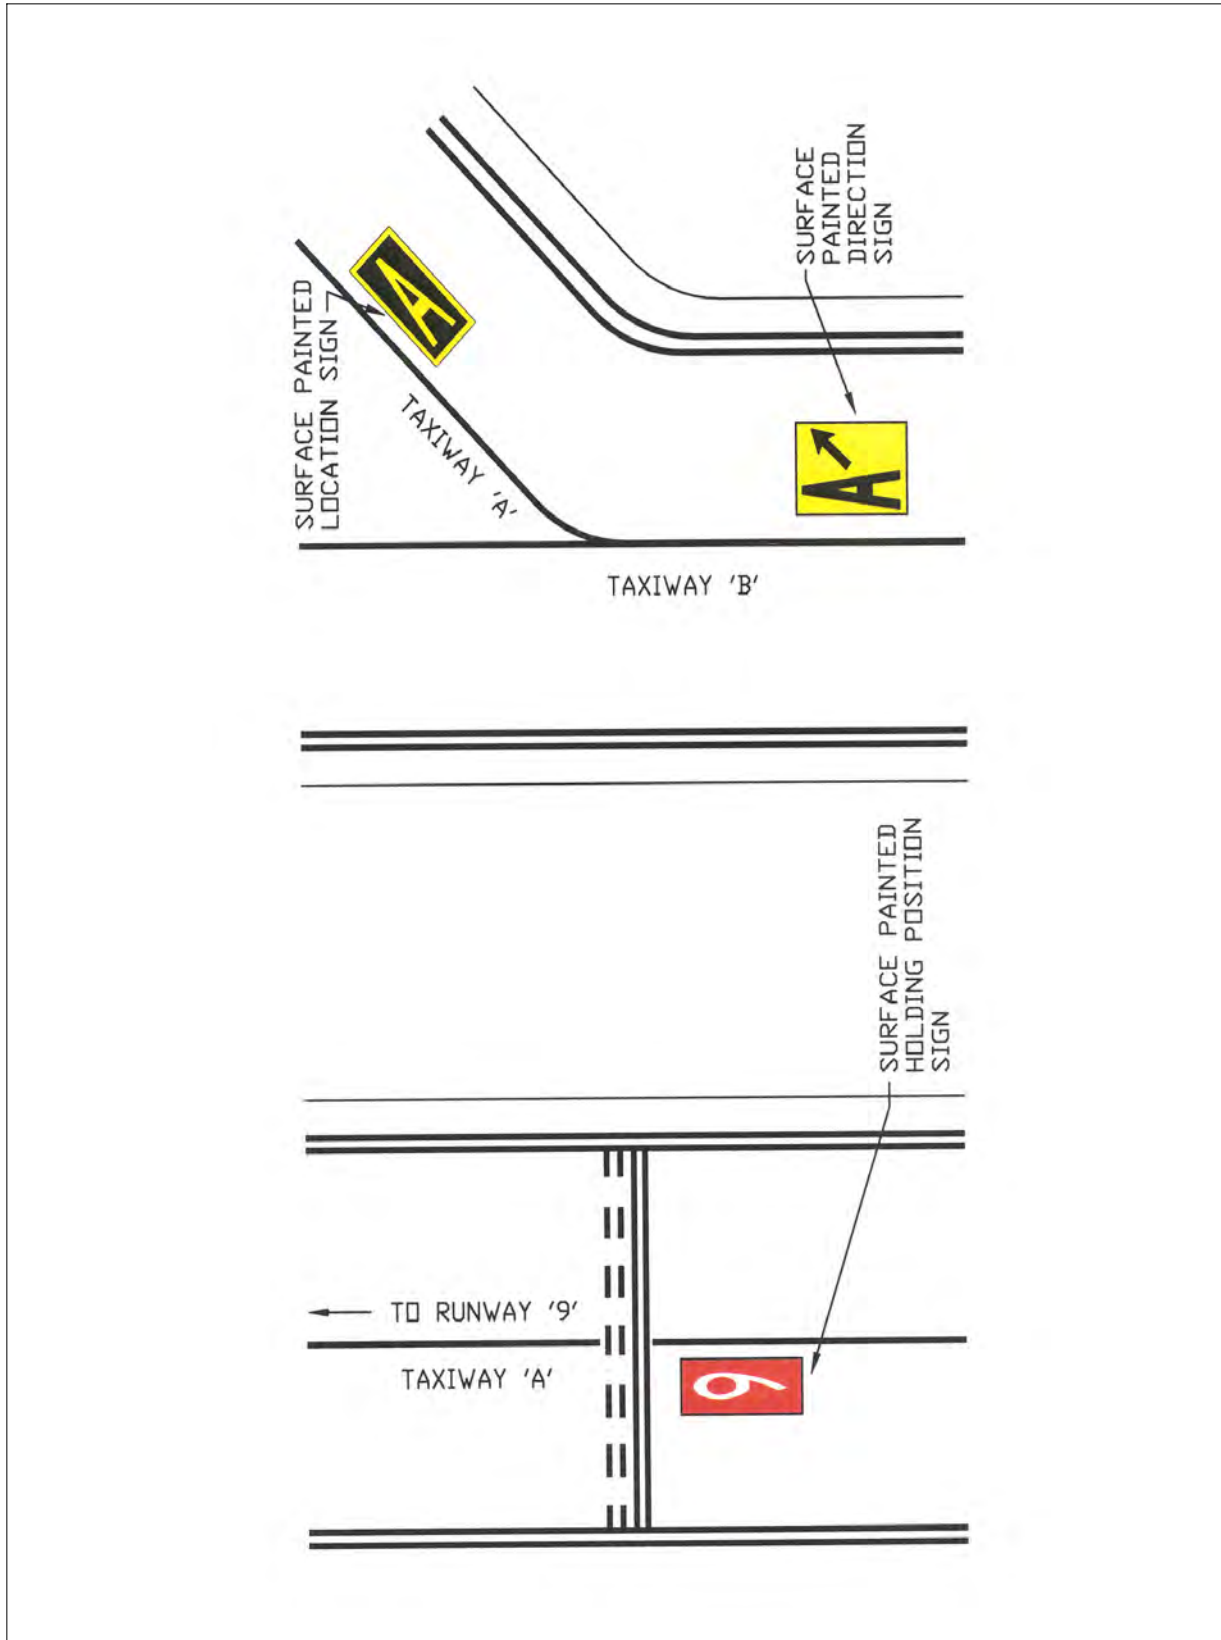 SURFACE PAINTED
LOCATION SIGN
A
TAXIWAY 'A'
SURFACE
PAINTED
DIRECTION
SIGN
A
TAXIWAY 'B'
SURFACE PAINTED
HOLDING POSITION
SIGN
TO RUNWAY '9'
TAXIWAY 'A'
9